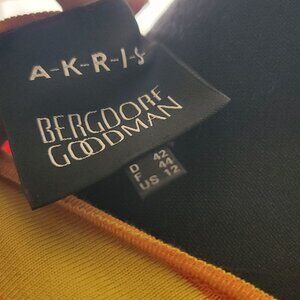 A-K-R-I-S
BERGDORF
GOODMAN
D 42
F 44
US 12